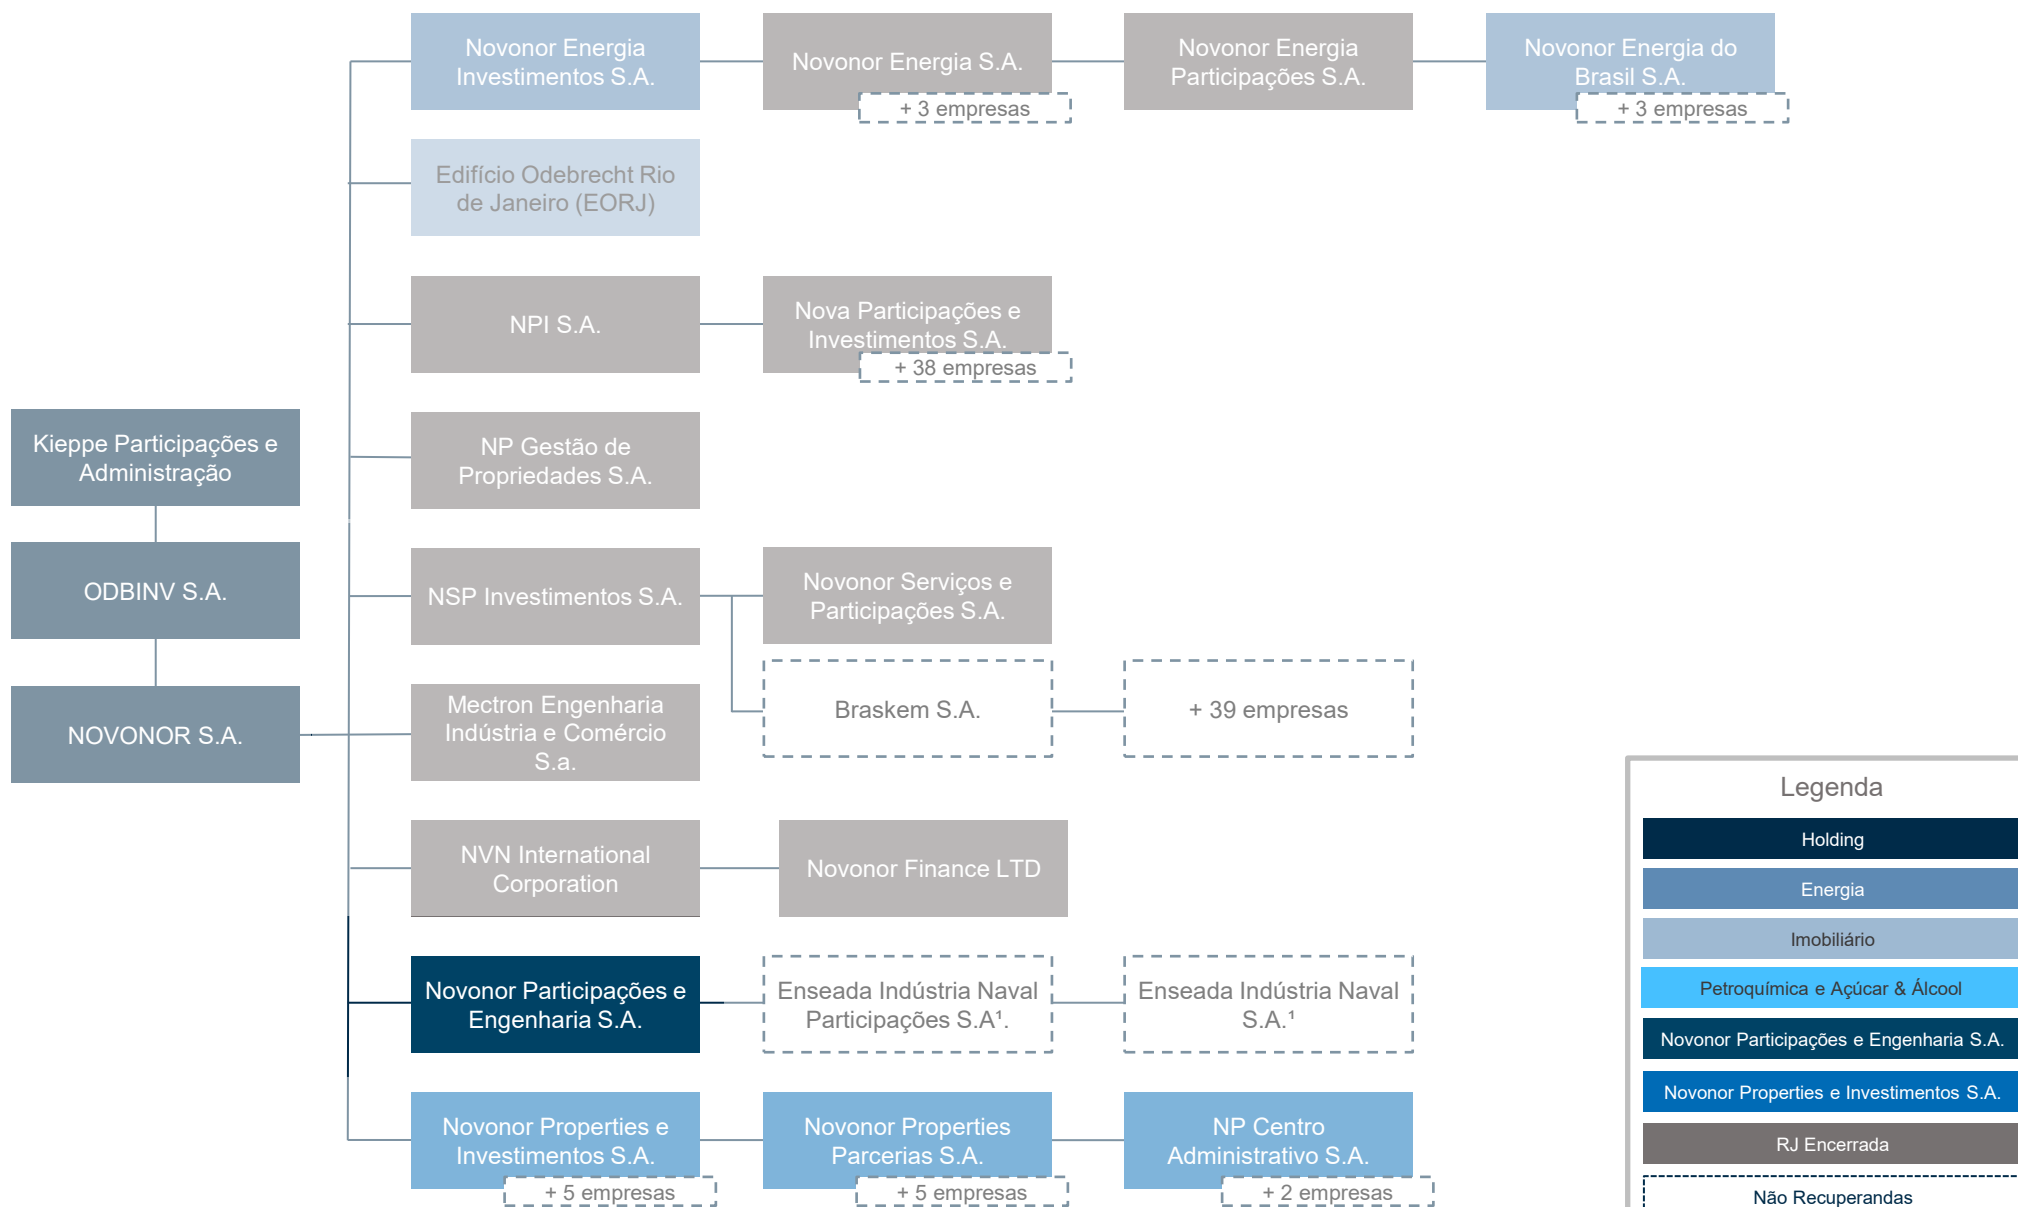 Novonor Energia
Investimentos S.A.
Novonor Energia S.A.
+ 3 empresas
Novonor Energia
Participações S.A.
Novonor Energia do
Brasil S.A.
+ 3 empresas
Edifício Odebrecht Rio
de Janeiro (EORJ)
NPI S.A.
Nova Participações e
Investimentos S.A.
+ 38 empresas
Kieppe Participações e
Administração
NP Gestão de
Propriedades S.A.
ODBINV S.A.
NSP Investimentos S.A.
Novonor Serviços e
Participações S.A.
Braskem S.A.
+ 39 empresas
NOVONOR S.A.
Mectron Engenharia
Indústria e Comércio
S.a.
NVN International
Corporation
Novonor Finance LTD
Novonor Participações e
Engenharia S.A.
Enseada Indústria Naval
Participações S.A¹.
Enseada Indústria Naval
S.A.¹
Novonor Properties e
Investimentos S.A.
+ 5 empresas
Novonor Properties
Parcerias S.A.
+ 5 empresas
NP Centro
Administrativo S.A.
+ 2 empresas
Legenda
Holding
Energia
Imobiliário
Petroquímica e Açúcar & Álcool
Novonor Participações e Engenharia S.A.
Novonor Properties e Investimentos S.A.
RJ Encerrada
Não Recuperandas